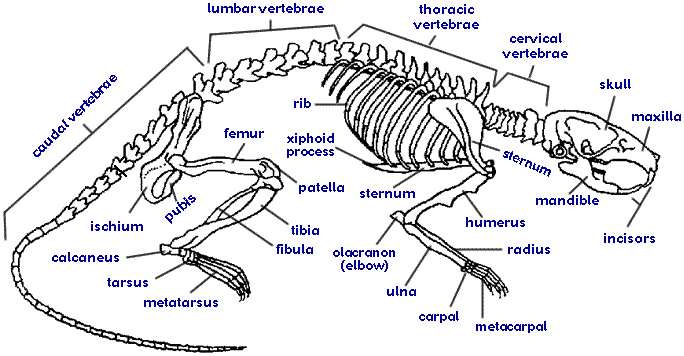 lumbar vertebrae
thoracic
vertebrae
cervical
vertebrae
caudal vertebrae
skull
maxilla
rib
femur
xiphoid
process
sternum
patella
sternum
mandible
ischium
pubis
tibia
humerus
incisors
fibula
calcaneus
olacranon
(elbow)
radius
tarsus
ulna
metatarsus
carpal
metacarpal